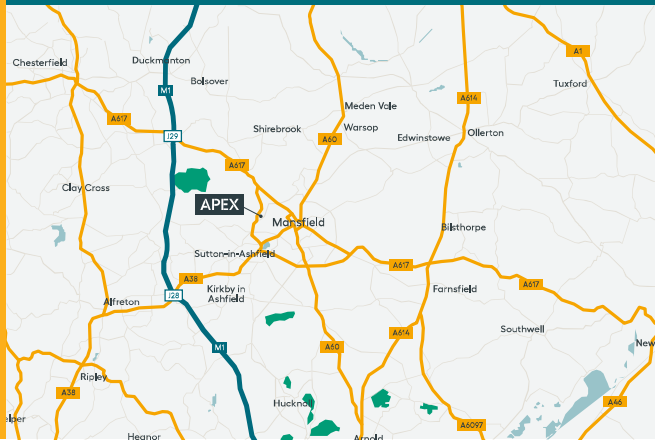 Chesterfield
Duckmanton
Bolsover
M1
A1
Tuxford
A614
Meden Vale
A617
Shirebrook
Warsop
J29
A60
Edwinstowe
Ollerton
A617
Clay Cross
APEX
Mansfield
Bilsthorpe
Sutton-in-Ashfield
A617
A38
A617
Kirkby in
Ashfield
J28
Farnsfield
Alfreton
Southwell
A614
New
M1
A60
Ripley
A38
Hucknall
A46
elper
A6097
Heanor
Arnold